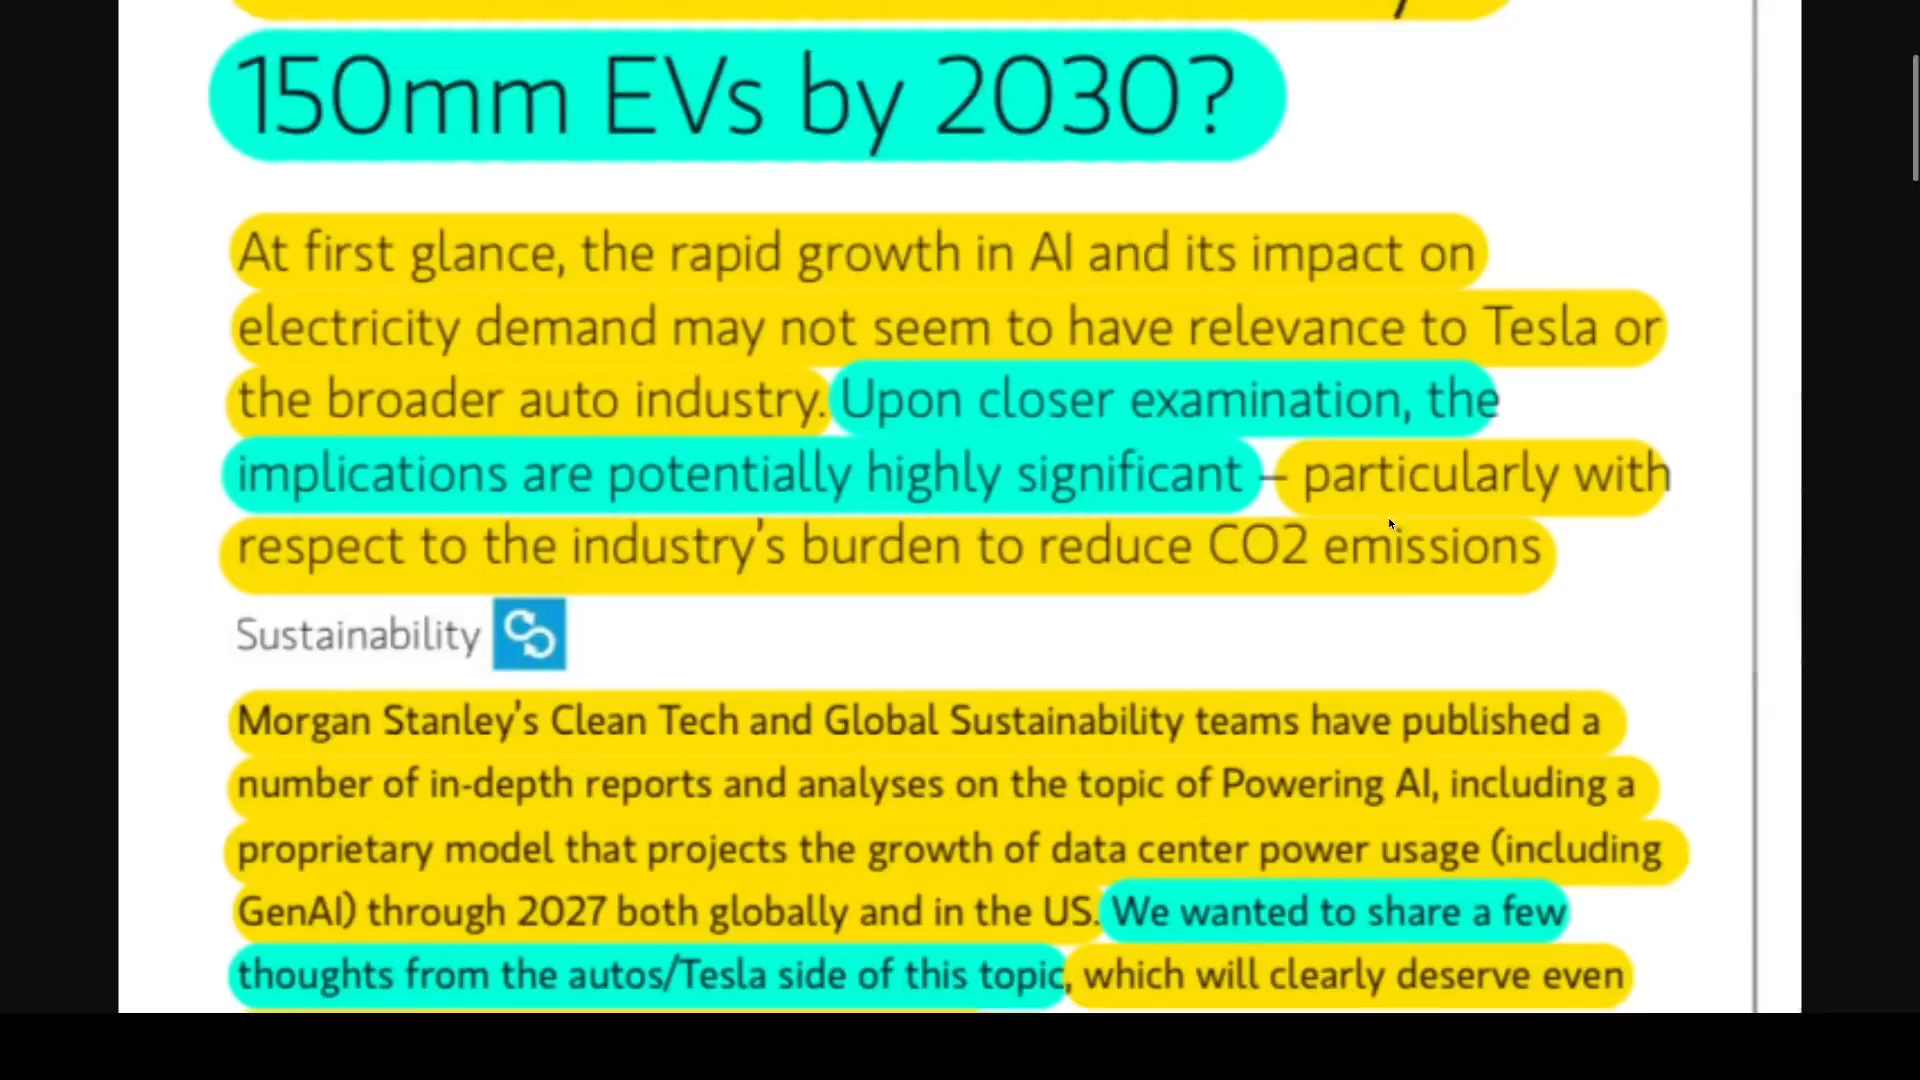 150mm EVs by 2030?
At first glance, the rapid growth in AI and its impact on
electricity demand may not seem to have relevance to Tesla or
the broader auto industry. Upon closer examination, the
implications are potentially highly significant – particularly with
respect to the industry's burden to reduce CO2 emissions
Sustainability
Morgan Stanley's Clean Tech and Global Sustainability teams have published a
number of in-depth reports and analyses on the topic of Powering AI, including a
proprietary model that projects the growth of data center power usage (including
GenAI) through 2027 both globally and in the US. We wanted to share a few
thoughts from the autos/Tesla side of this topic, which will clearly deserve even